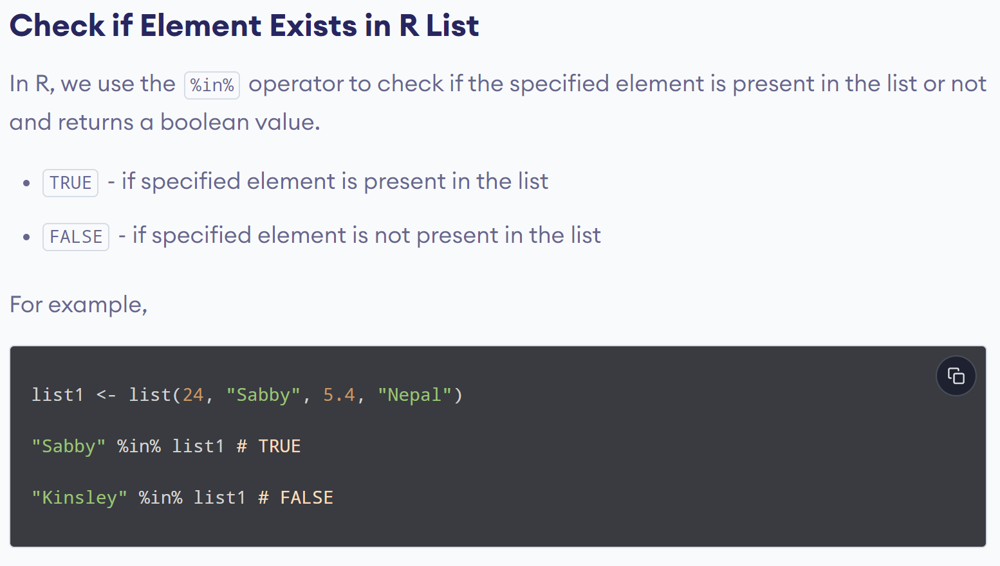 Check if Element Exists in R List
In R, we use the %in% operator to check if the specified element is present in the list or not
and returns a boolean value.
• TRUE - if specified element is present in the list
• FALSE - if specified element is not present in the list
For example,
list1 <- list(24, "Sabby", 5.4, "Nepal")
"Sabby" %in% list1 # TRUE
"Kinsley" %in% list1 # FALSE